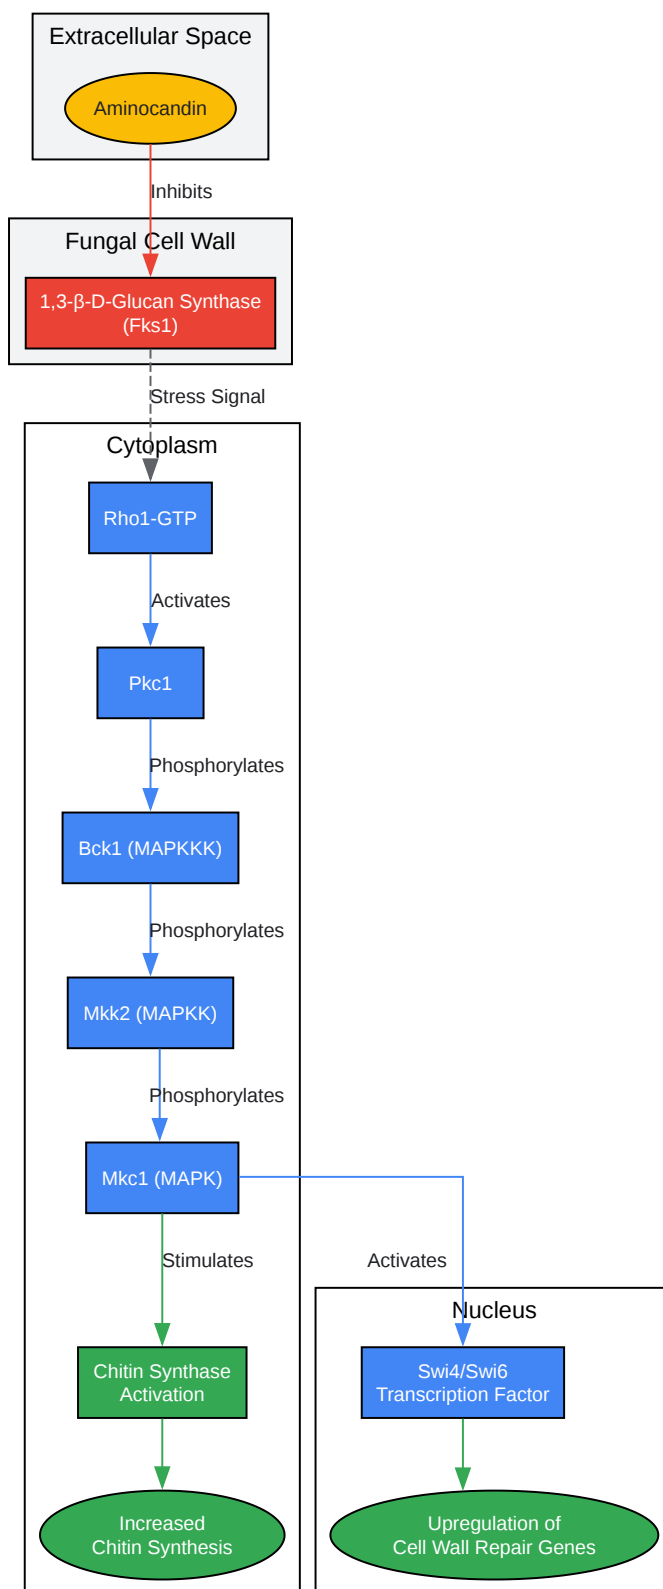 Extracellular Space
Aminocandin
Inhibits
Fungal Cell Wall
1,3-β-D-Glucan Synthase
(Fks1)
Stress Signal
Cytoplasm
Rho1-GTP
Activates
Pkc1
Phosphorylates
Bck1 (MAPKKK)
Phosphorylates
Mkk2 (MAPKK)
Phosphorylates
Mkc1 (MAPK)
Stimulates
Activates
Nucleus
Chitin Synthase
Activation
Swi4/Swi6
Transcription Factor
Increased
Chitin Synthesis
Upregulation of
Cell Wall Repair Genes